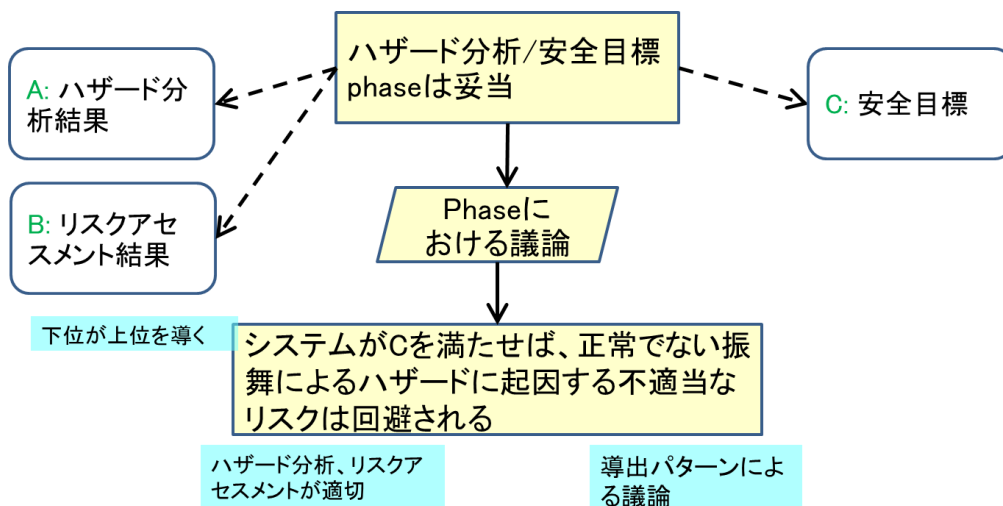 ハザード分析/安全目標
phaseは妥当
A: ハザード分
析結果
C: 安全目標
B: リスクアセ
スメント結果
Phaseに
おける議論
下位が上位を導く
システムがCを満たせば、正常でない振
舞によるハザードに起因する不適当な
リスクは回避される
ハザード分析、リスクア
セスメントが適切
導出パターンによ
る議論